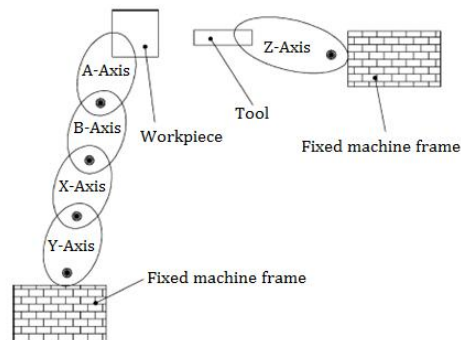 A-Axis
Z-Axis
B-Axis
Workpiece
Tool
Fixed machine frame
X-Axis
Y-Axis
Fixed machine frame